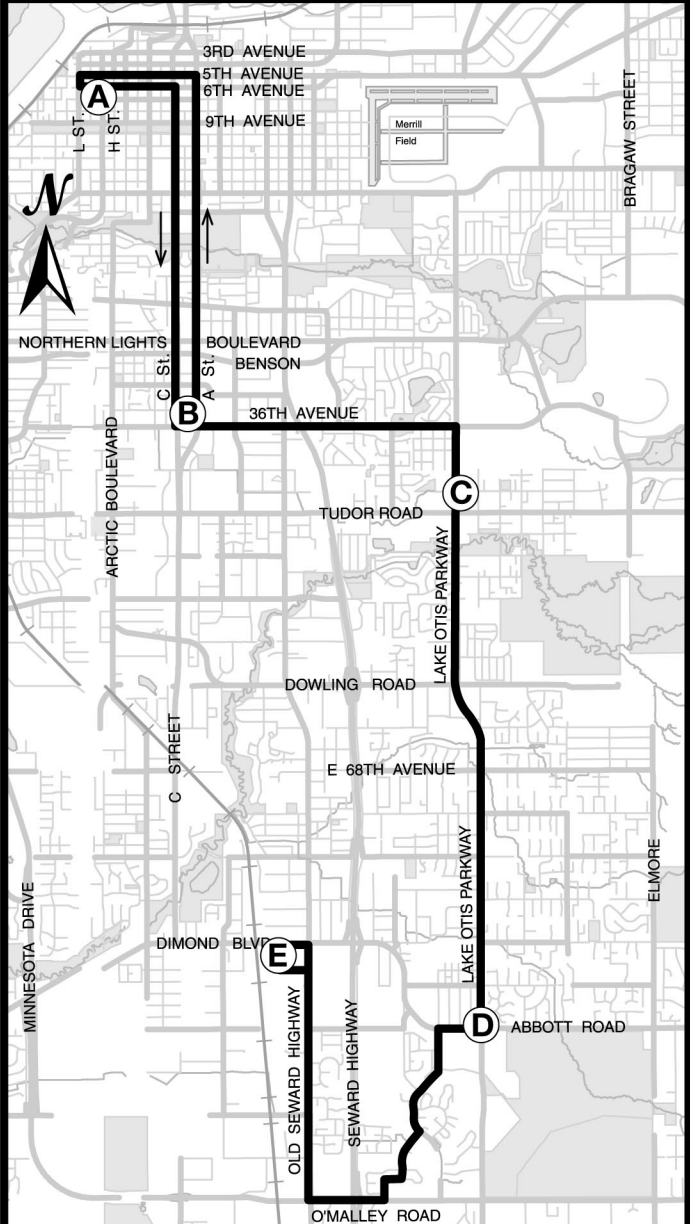 3RD AVENUE
5TH AVENUE
6TH AVENUE
A
9TH AVENUE
L ST.
H ST.
Merrill
Field
BRAGAW STREET
N
NORTHERN LIGHTS BOULEVARD
BENSON
C St.
A St.
B
36TH AVENUE
ARCTIC BOULEVARD
C
TUDOR ROAD
LAKE OTIS PARKWAY
DOWLING ROAD
C STREET
E 68TH AVENUE
LAKE OTIS PARKWAY
ELMORE
MINNESOTA DRIVE
DIMOND BLVD
E
OLD SEWARD HIGHWAY
SEWARD HIGHWAY
D
ABBOTT ROAD
O'MALLEY ROAD